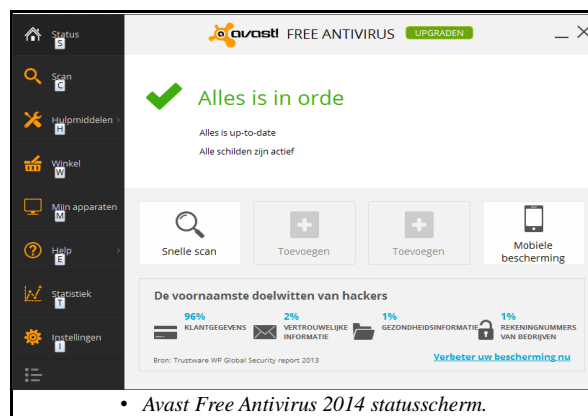 avast! FREE ANTIVIRUS UPGRADEN
Status
S
Scan
C
Hulpmiddelen
H
Winkel
W
Mijn apparaten
M
Help
E
Statistiek
T
Instellingen
I
Alles is in orde
Alles is up-to-date
Alle schilden zijn actief
Snelle scan
Toevoegen
Toevoegen
Mobiele
bescherming
De voornaamste doelwitten van hackers
96%
KLANTGEGEVENS
2%
VERTROUWELIJKE
INFORMATIE
1%
GEZONDHEIDSINFORMATIE
1%
REKENINGNUMMERS
VAN BEDRIJVEN
Bron: Trustware WP Global Security report 2013
Verbeter uw bescherming nu
• Avast Free Antivirus 2014 statusscherm.